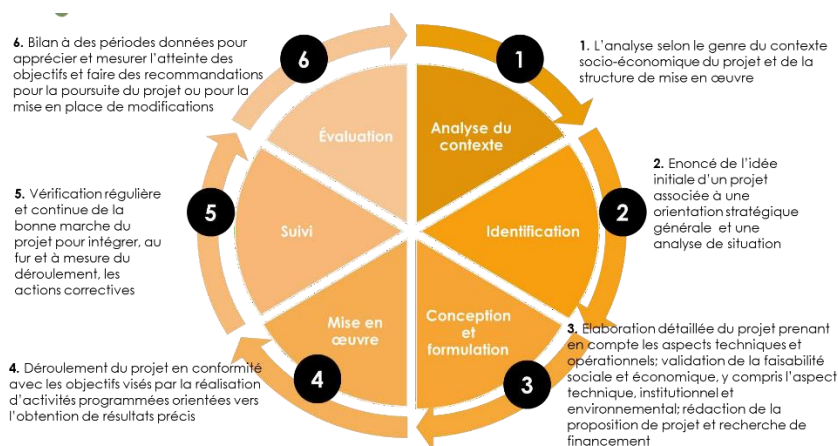 1. L'analyse selon le genre du contexte
socio-économique du projet et de la
structure de mise en œuvre
2. Enoncé de l'idée
initiale d'un projet
associée à une
orientation stratégique
générale et une
analyse de situation
3. Elaboration détaillée du projet prenant
en compte les aspects techniques et
opérationnels; validation de la faisabilité
sociale et économique, y compris l'aspect
technique, institutionnel et
environnemental; rédaction de la
proposition de projet et recherche de
financement
4. Déroulement du projet en conformité
avec les objectifs visés par la réalisation
d'activités programmées orientées vers
l'obtention de résultats précis
5. Vérification régulière
et continue de la
bonne marche du
projet pour intégrer, au
fur et à mesure du
déroulement, les
actions correctives
6. Bilan à des périodes données pour
apprécier et mesurer l'atteinte des
objectifs et faire des recommandations
pour la poursuite du projet ou pour la
mise en place de modifications
1
Analyse du
contexte
2
Identification
3
Conception
et
formulation
4
Mise en
œuvre
5
Suivi
6
Évaluation